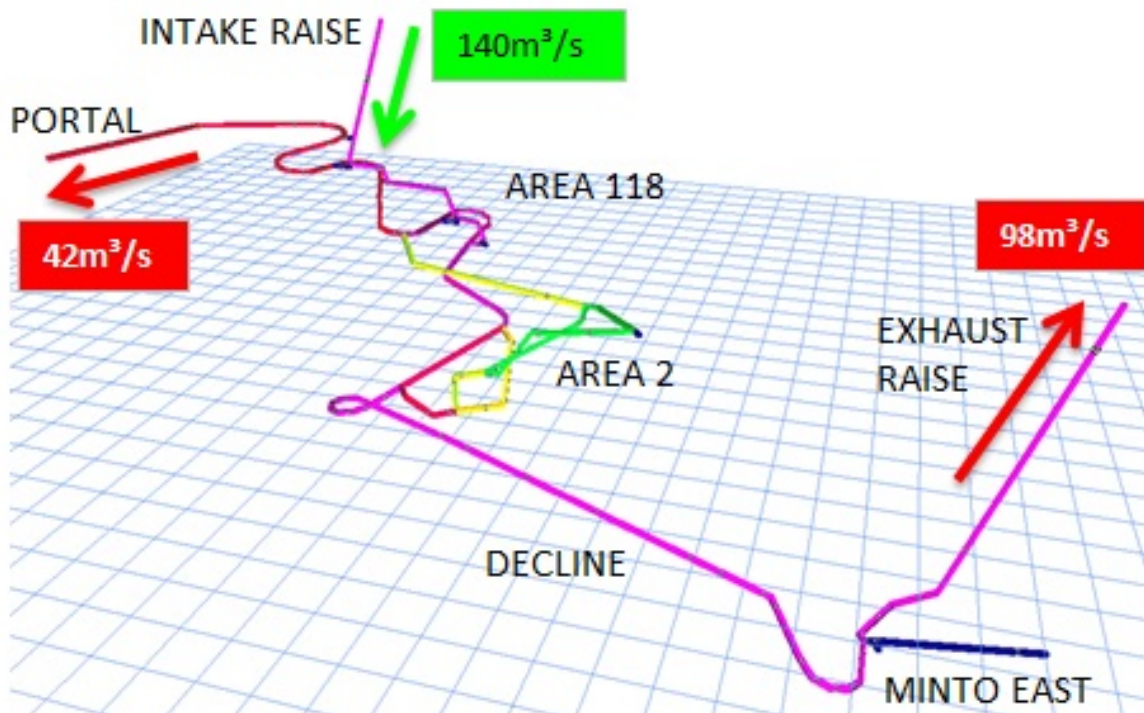 INTAKE RAISE
140m³/s
PORTAL
42m³/s
AREA 118
98m³/s
EXHAUST
RAISE
AREA 2
DECLINE
MINTO EAST